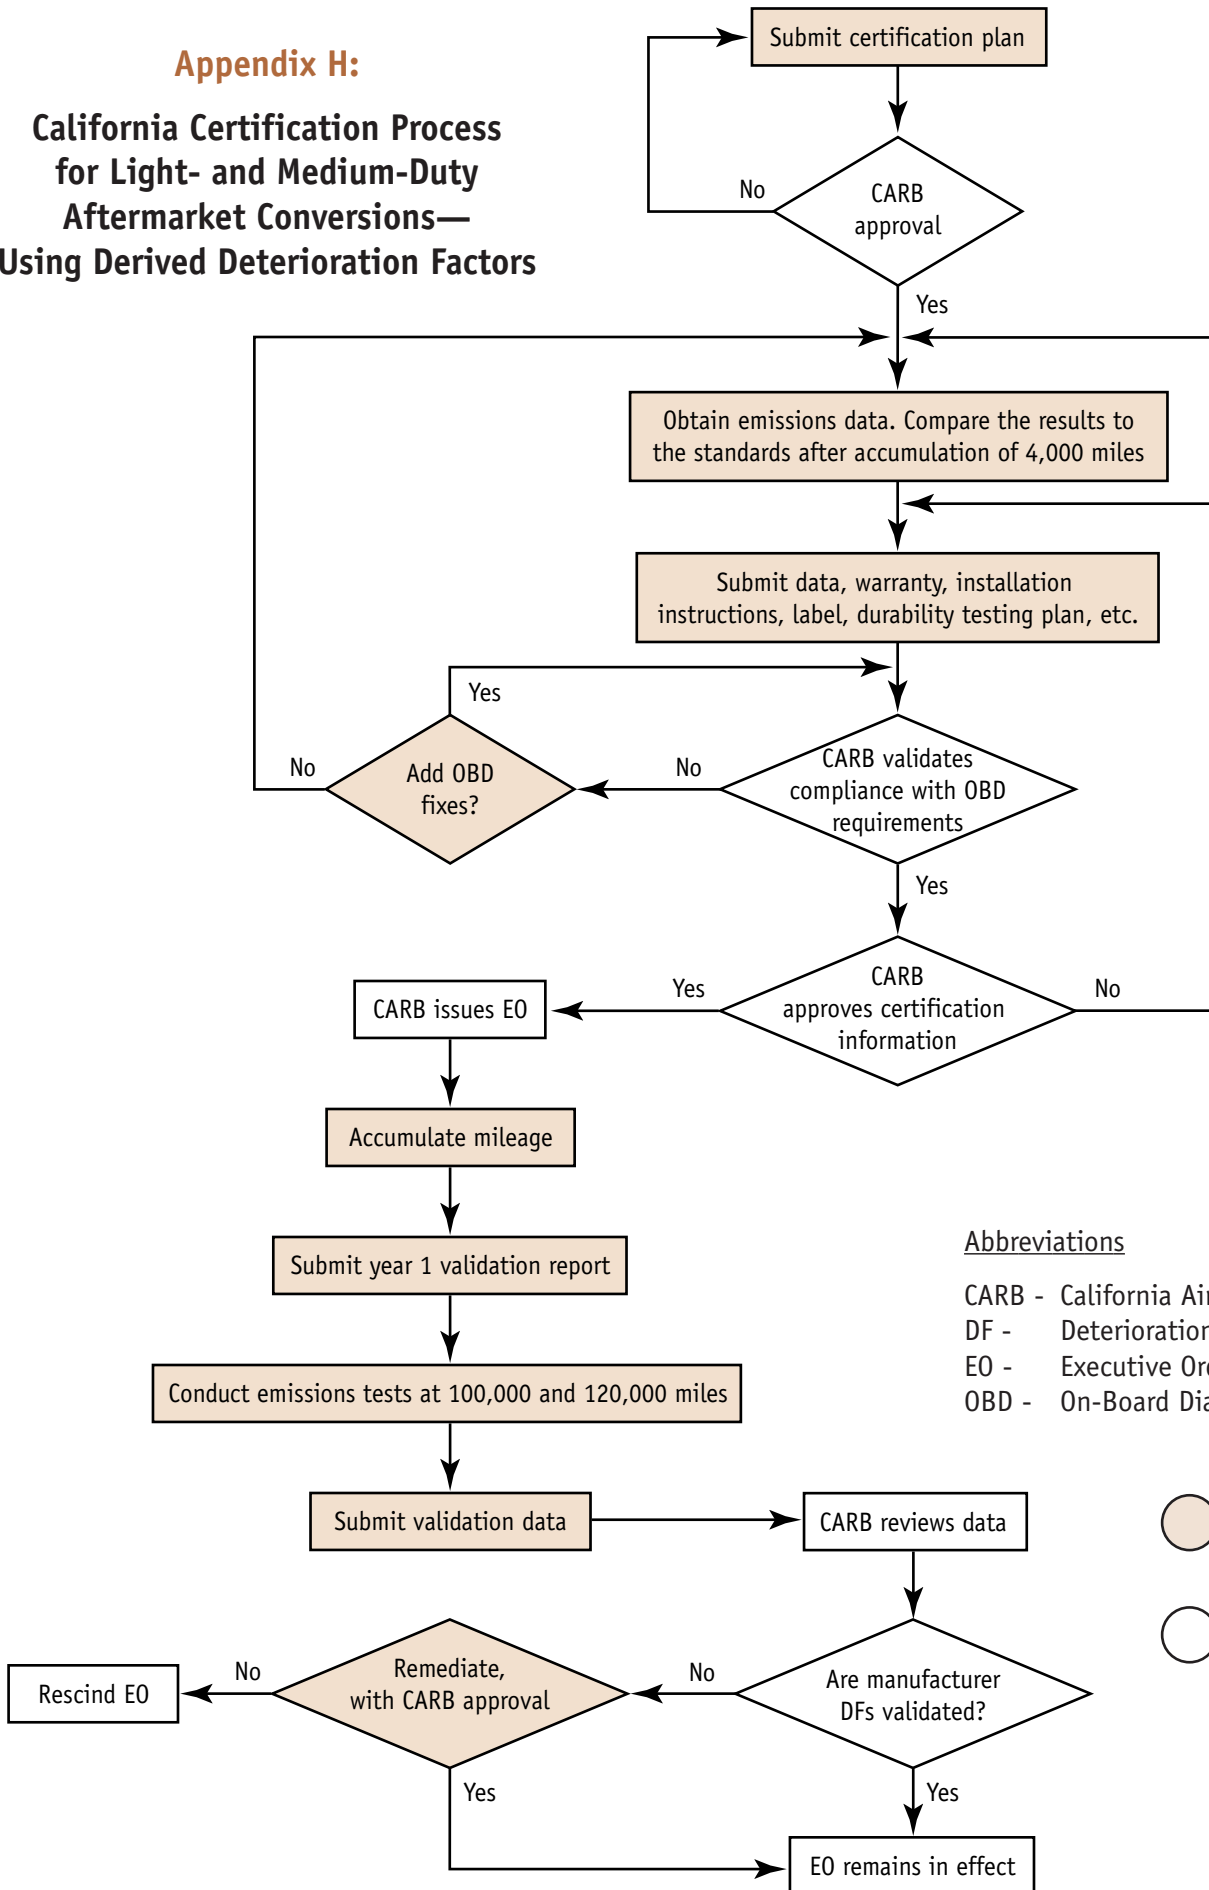 Appendix H:
California Certification Process
for Light- and Medium-Duty
Aftermarket Conversions—
Using Derived Deterioration Factors
Submit certification plan
No
CARB
approval
Yes
Obtain emissions data. Compare the results to
the standards after accumulation of 4,000 miles
Submit data, warranty, installation
instructions, label, durability testing plan, etc.
Yes
No
Add OBD
fixes?
No
CARB validates
compliance with OBD
requirements
Yes
CARB issues EO
Yes
CARB
approves certification
information
No
Accumulate mileage
Submit year 1 validation report
Abbreviations
CARB - California Air
DF - Deterioration
EO - Executive
OBD - On-Board
Conduct emissions tests at 100,000 and 120,000 miles
Submit validation data
CARB reviews data
Rescind EO
No
Remediate,
with CARB approval
No
Are manufacturer
DFs validated?
Yes
Yes
EO remains in effect